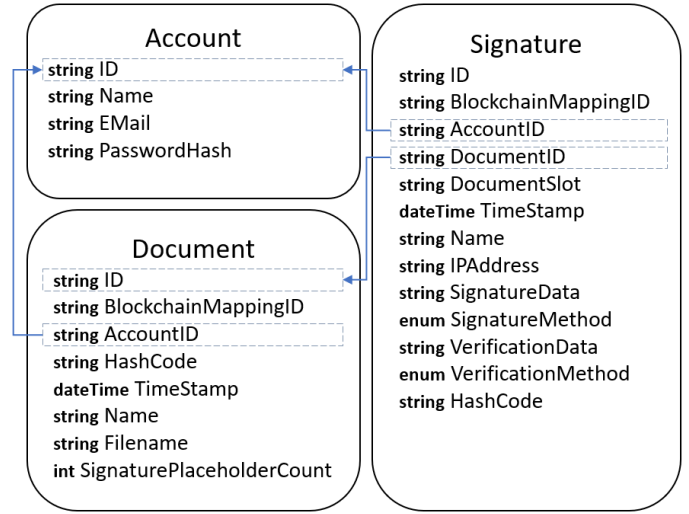 Account
string ID
string Name
string EMail
string PasswordHash
Document
string ID
string BlockchainMappingID
string AccountID
string HashCode
dateTime TimeStamp
string Name
string Filename
int SignaturePlaceholderCount
Signature
string ID
string BlockchainMappingID
string AccountID
string DocumentID
string DocumentSlot
dateTime TimeStamp
string Name
string IPAddress
string SignatureData
enum SignatureMethod
string VerificationData
enum VerificationMethod
string HashCode